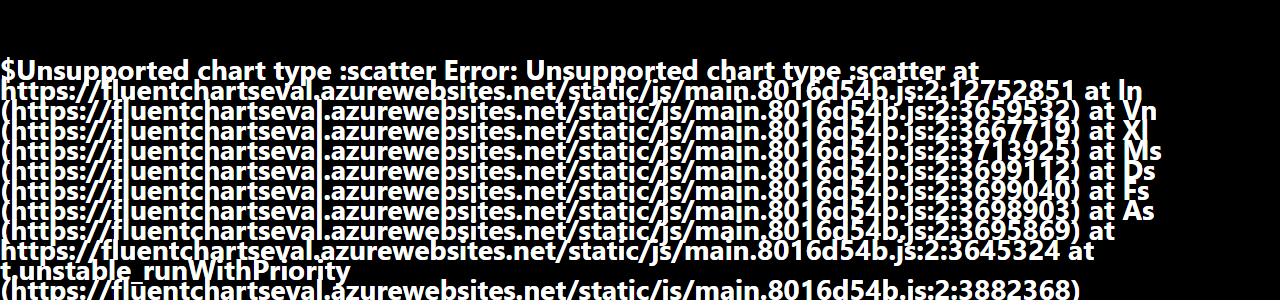 $Unsupported chart type :scatter Error: Unsupported chart type :scatter at
https://fluentchartseval.azurewebsites.net/static/js/main.8016d54b.js:2:12752851 at In
(https://fluentchartseval.azurewebsites.net/static/js/main.8016d54b.js:2:3659532) at Vn
(https://fluentchartseval.azurewebsites.net/static/js/main.8016d54b.js:2:3667719) at Xl
(https://fluentchartseval.azurewebsites.net/static/js/main.8016d54b.js:2:3713925) at Ms
(https://fluentchartseval.azurewebsites.net/static/js/main.8016d54b.js:2:3699112) at Ds
(https://fluentchartseval.azurewebsites.net/static/js/main.8016d54b.js:2:3699040) at Fs
(https://fluentchartseval.azurewebsites.net/static/js/main.8016d54b.js:2:3698903) at As
(https://fluentchartseval.azurewebsites.net/static/js/main.8016d54b.js:2:3695869) at
https://fluentchartseval.azurewebsites.net/static/js/main.8016d54b.js:2:3645324 at
t.unstable_runWithPriority
(https://fluentchartseval.azurewebsites.net/static/js/main.8016d54b.js:2:3882368)